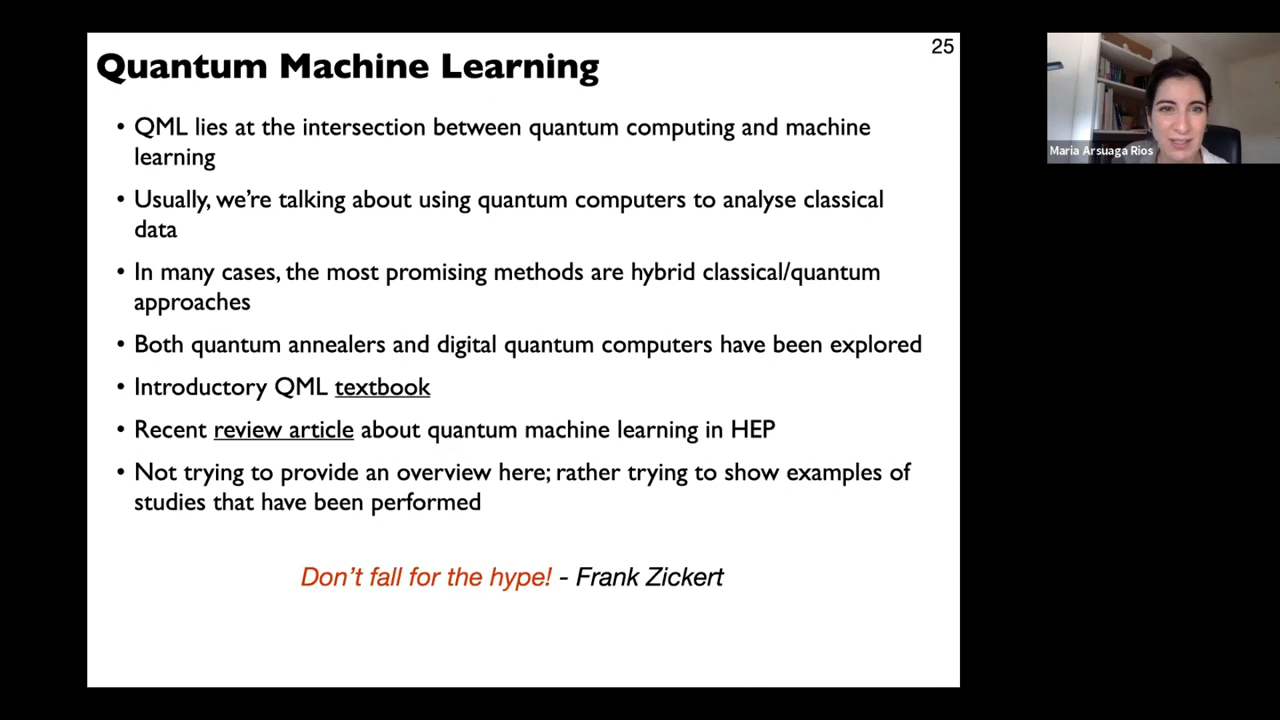 25
Quantum Machine Learning
• QML lies at the intersection between quantum computing and machine
learning
• Usually, we're talking about using quantum computers to analyse classical
data
• In many cases, the most promising methods are hybrid classical/quantum
approaches
• Both quantum annealers and digital quantum computers have been explored
• Introductory QML textbook
• Recent review article about quantum machine learning in HEP
• Not trying to provide an overview here; rather trying to show examples of
studies that have been performed
Don't fall for the hype! - Frank Zickert
Maria Arsuaga Rios